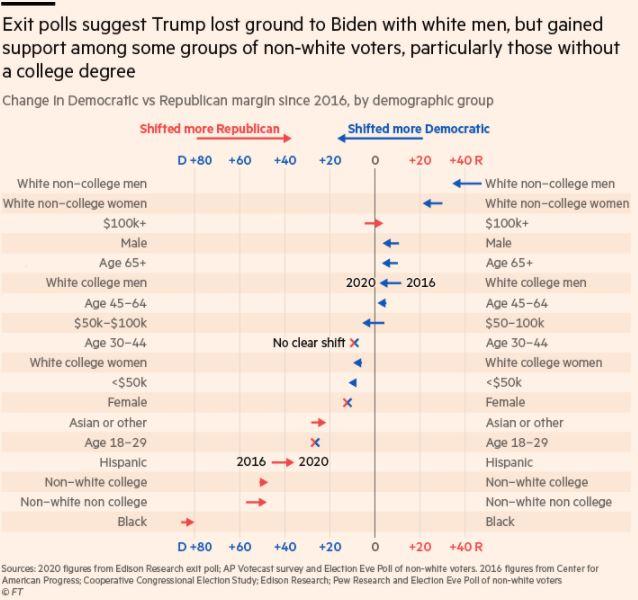 Exit polls suggest Trump lost ground to Biden with white men, but gained
support among some groups of non-white voters, particularly those without
a college degree
Change in Democratic vs Republican margin since 2016, by demographic group
Shifted more Republican Shifted more Democratic
D +80 +60 +40 +20 0 +20 +40 R
White non-college men White non-college men
White non-college women White non-college women
$100k+ $100k+
Male Male
Age 65+ Age 65+
White college men 2020 2016 White college men
Age 45-64 Age 45-64
$50k-$100k $50-100k
Age 30-44 No clear shift Age 30-44
White college women White college women
<$50k <$50k
Female Female
Asian or other Asian or other
Age 18-29 Age 18-29
Hispanic 2016 2020 Hispanic
Non-white college Non-white college
Non-white non college Non-white non college
Black Black
D +80 +60 +40 +20 0 +20 +40 R
Sources: 2020 figures from Edison Research exit poll; AP Votecast survey and Election Eve Poll of non-white voters. 2016 figures from Center for
American Progress; Cooperative Congressional Election Study; Edison Research; Pew Research and Election Eve Poll of non-white voters
© FT